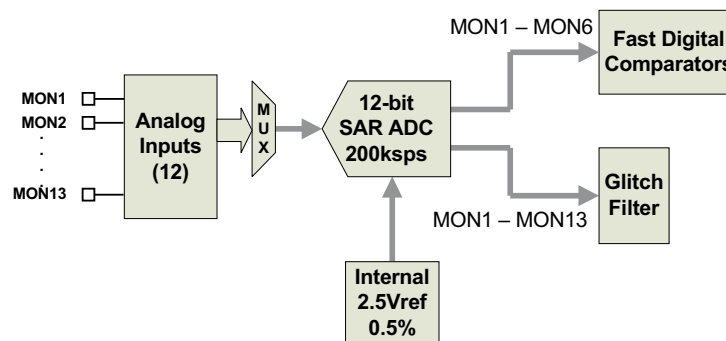 MON1 – MON6
Fast Digital
Comparators
MON1
MON2
.
.
.
MON13
Analog
Inputs
(12)
M
U
X
12-bit
SAR ADC
200ksps
Glitch
Filter
MON1 – MON13
Internal
2.5Vref
0.5%